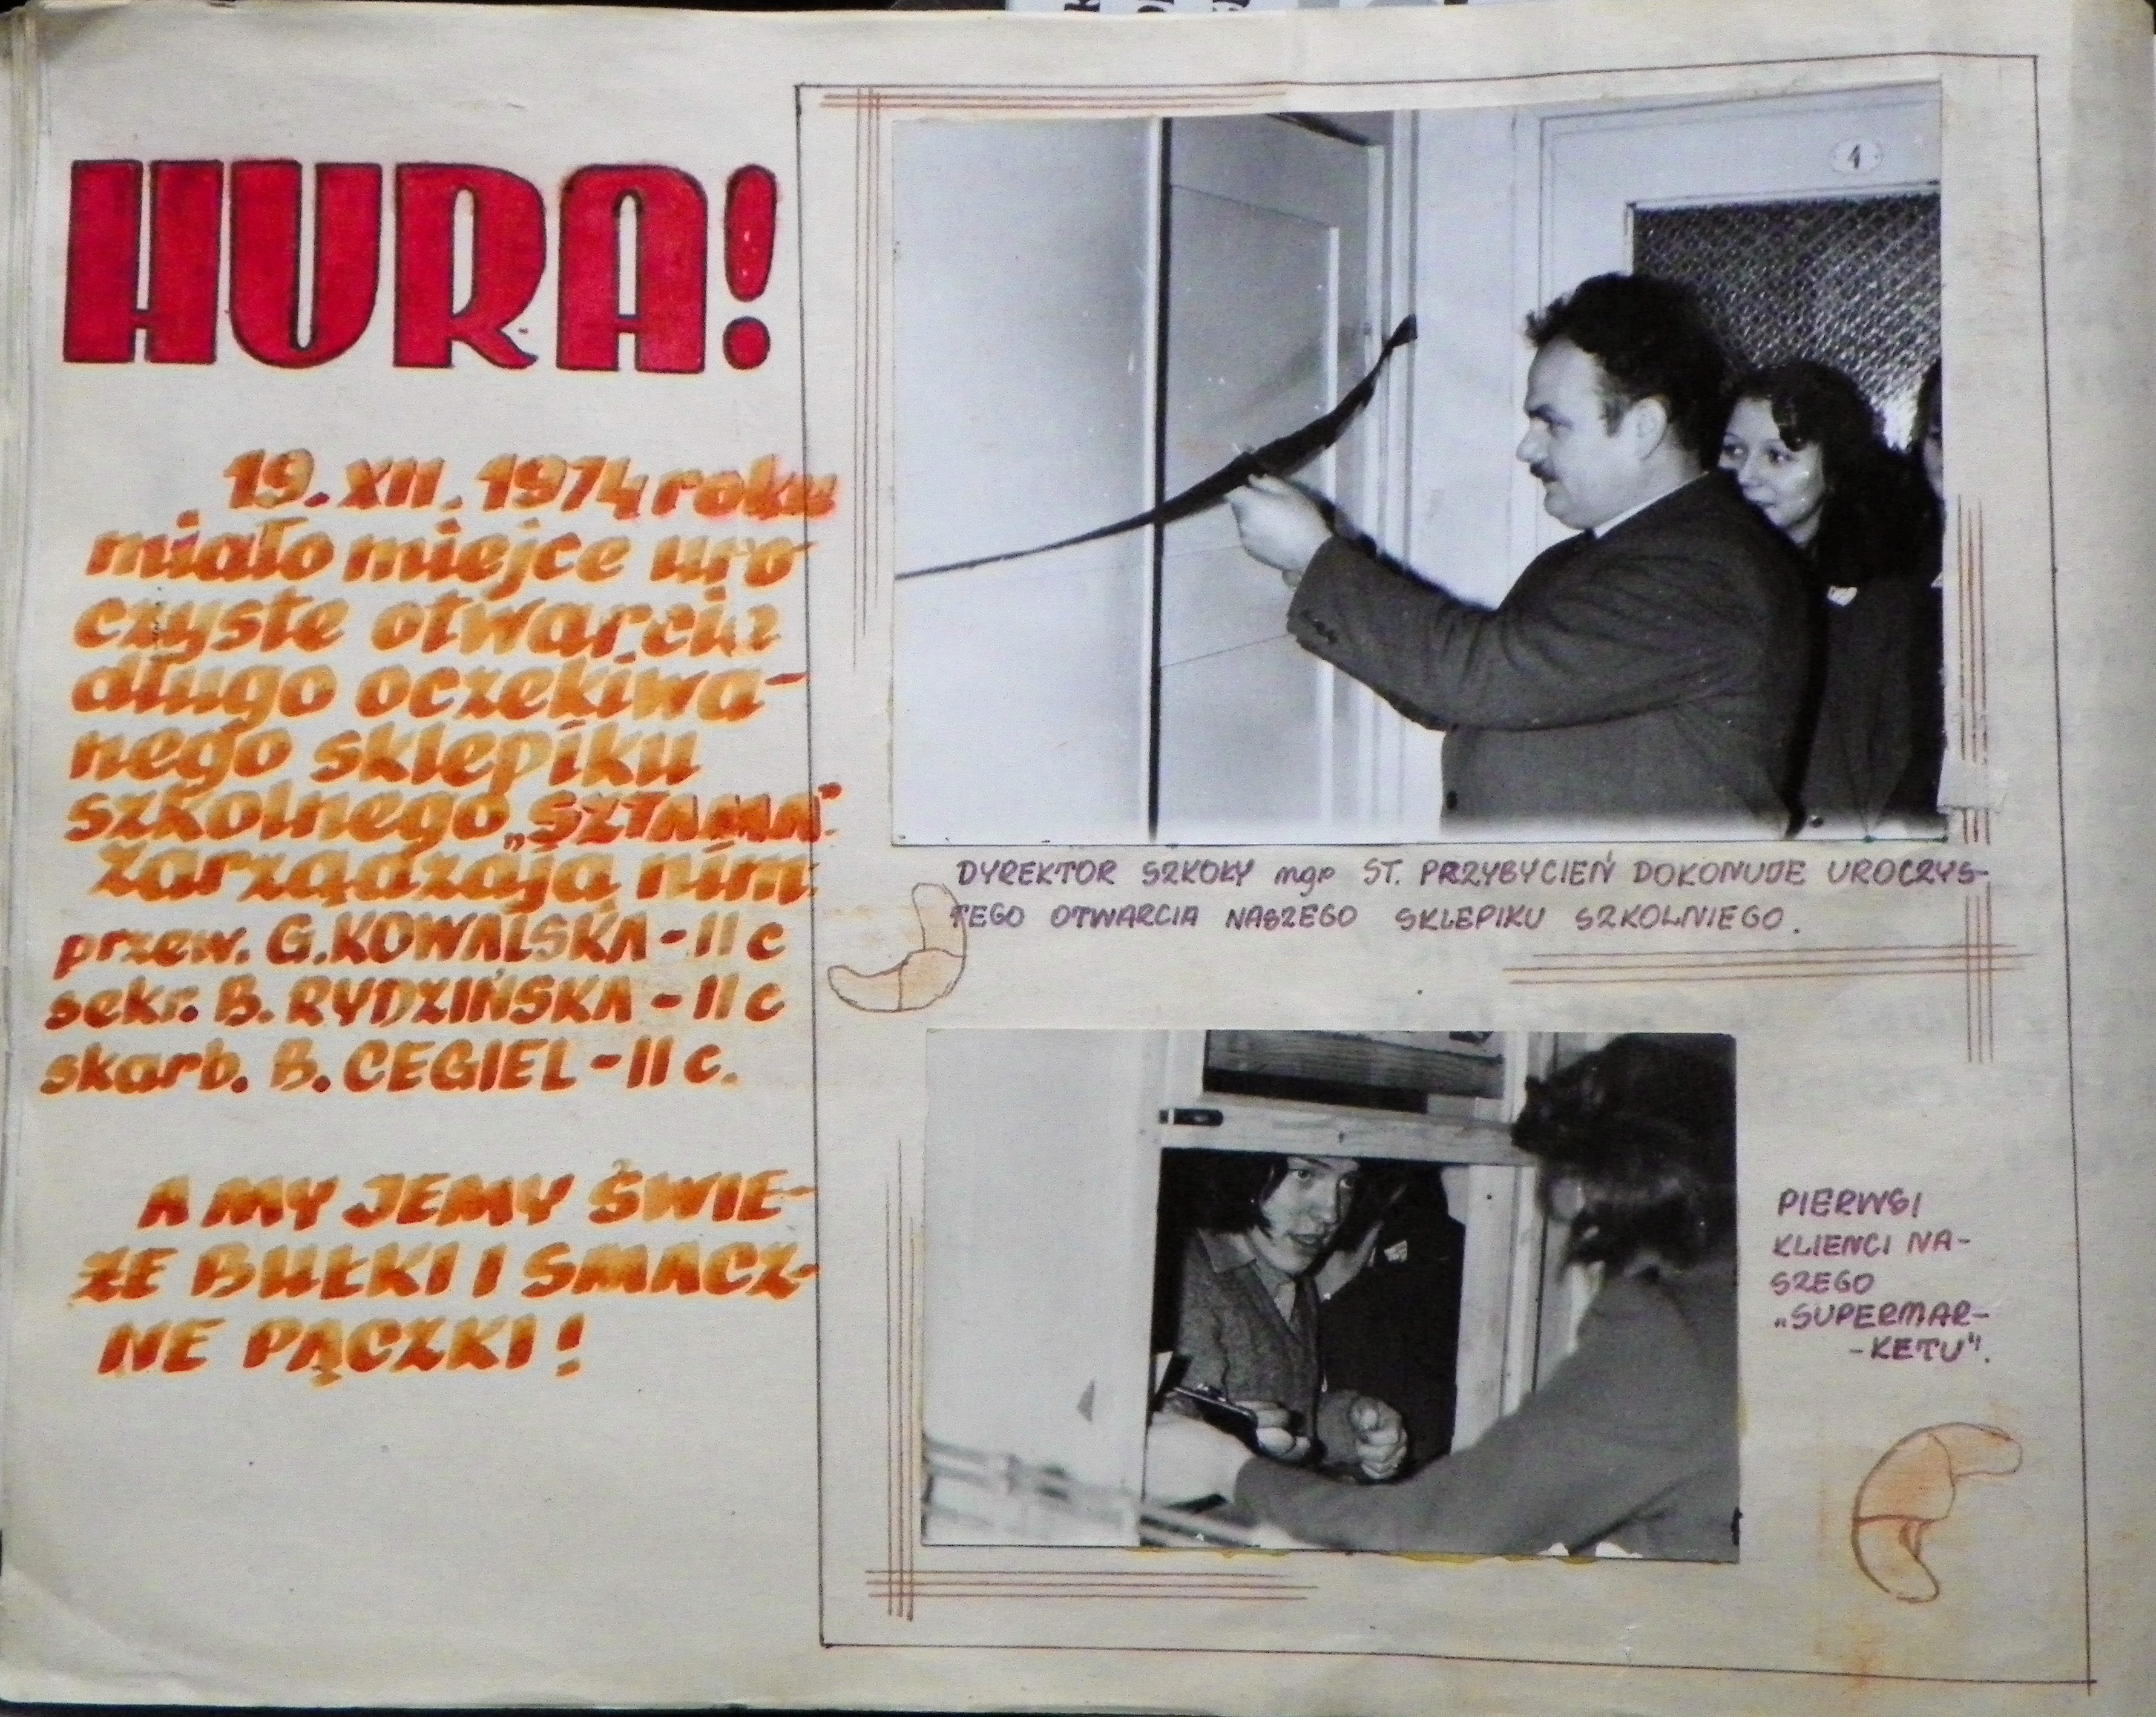 HURA!
19. XII. 1974 roku
miało miejce uro
czyste otwarcie
długo oczekiwa-
nego sklepiku
szkolnego „SZTAMA".
Zarządzają nim:
przew. G. KOWALSKA - II c
sekr. B. RYDZIŃSKA - II c
skarb. B. CEGIEL - II c.
A MY JEMY ŚWIE-
ŻE BUŁKI I SMACZ-
NE PĄCZKI!
1
DYREKTOR SZKOŁY mgr ST. PRZYBYCIEŃ DOKONUJE UROCZYS-
TEGO OTWARCIA NASZEGO SKLEPIKU SZKOLNIEGO.
PIERWSI
KLIENCI NA-
SZEGO
„SUPERMAR-
-KETU".